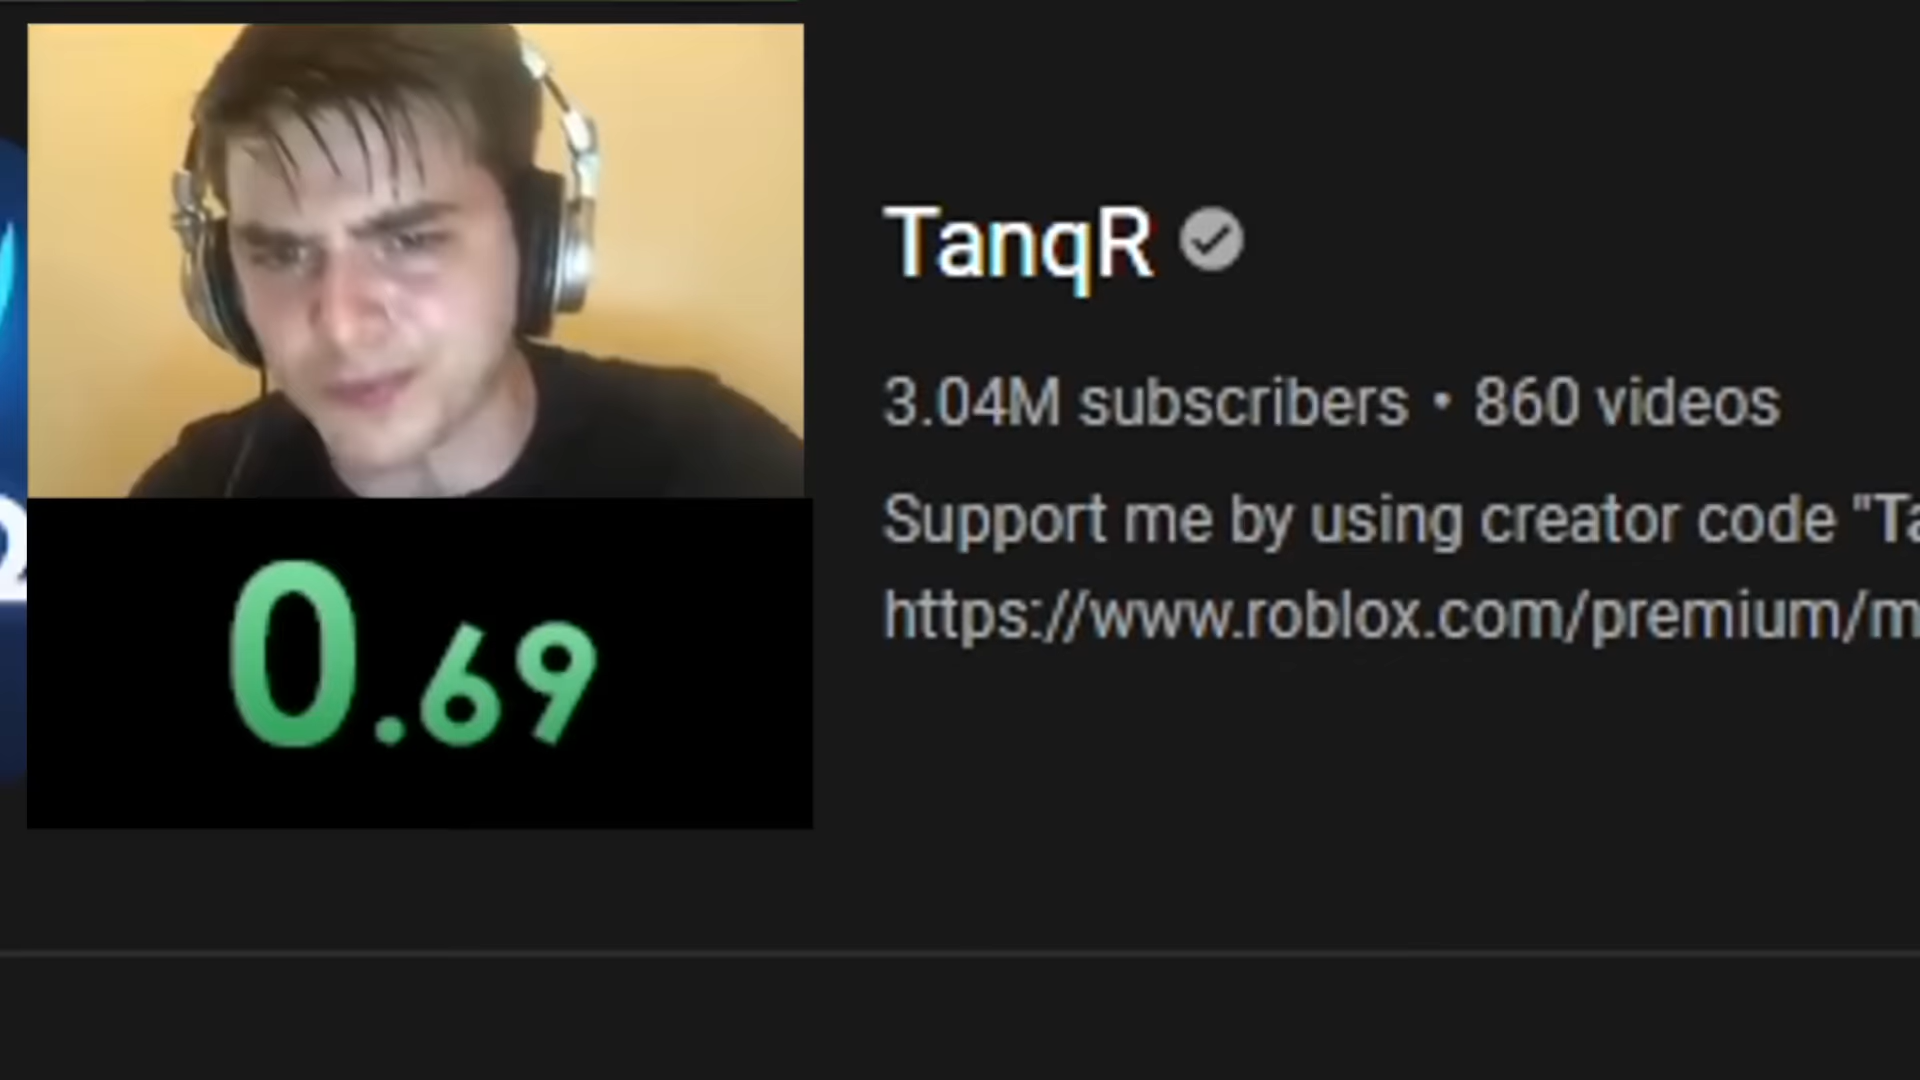 TanqR
3.04M subscribers • 860 videos
Support me by using creator code "Ta
https://www.roblox.com/premium/m
0.69